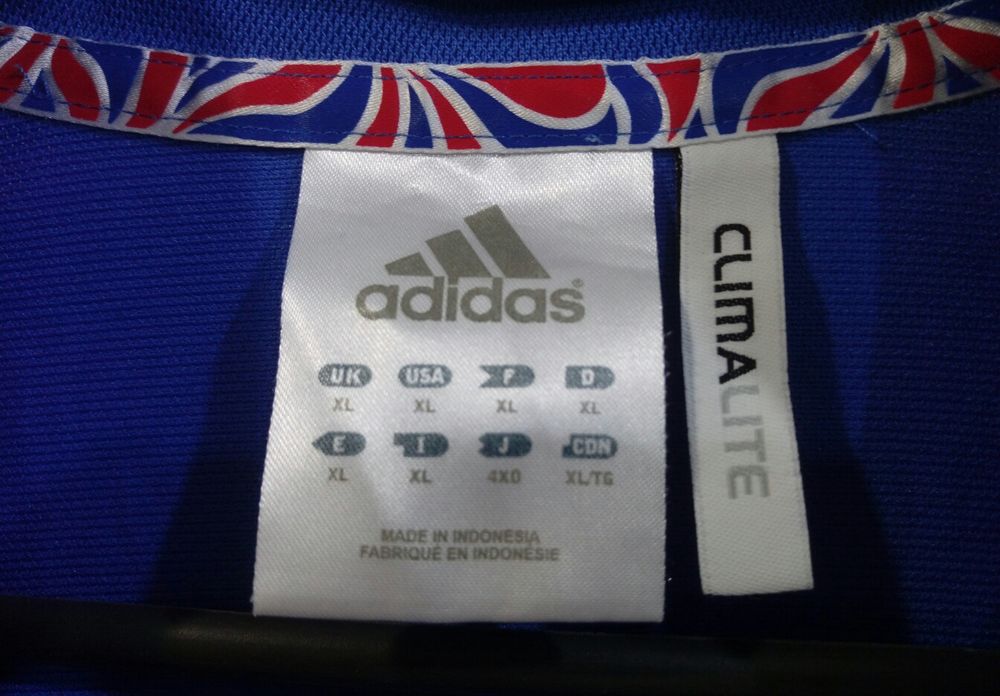 adidas®
UK USA F D
XL XL XL XL
E I J CDN
XL XL 4XO XL/TG
MADE IN INDONESIA
FABRIQUÉ EN INDONÉSIE
CLIMALITE